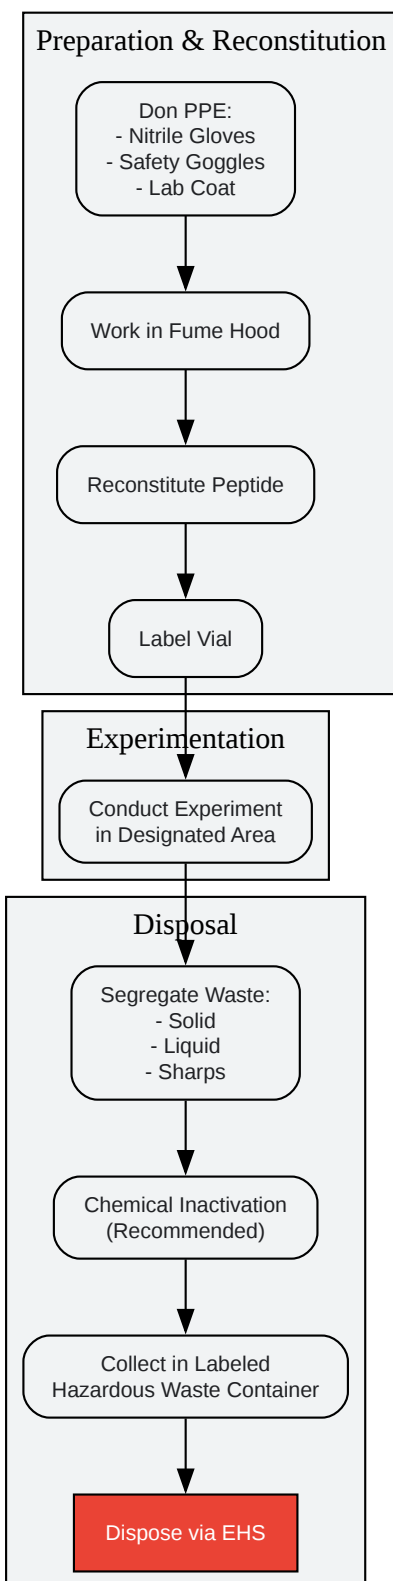 Preparation & Reconstitution
Don PPE:
- Nitrile Gloves
- Safety Goggles
- Lab Coat
Work in Fume Hood
Reconstitute Peptide
Label Vial
Experimentation
Conduct Experiment
in Designated Area
Disposal
Segregate Waste:
- Solid
- Liquid
- Sharps
Chemical Inactivation
(Recommended)
Collect in Labeled
Hazardous Waste Container
Dispose via EHS